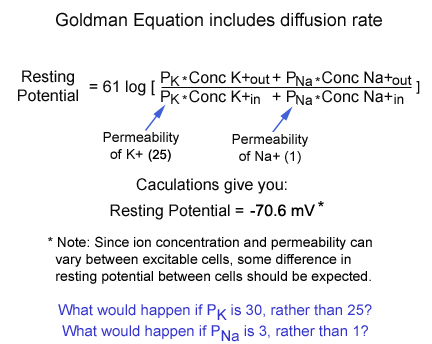 Goldman Equation includes diffusion rate
Resting Potential = 61 log [ PK*Conc K+out + PNa*Conc Na+out / PK*Conc K+in + PNa*Conc Na+in ]
Permeability of K+ (25)
Permeability of Na+ (1)
Caculations give you:
Resting Potential = -70.6 mV*
* Note: Since ion concentration and permeability can
vary between excitable cells, some difference in
resting potential between cells should be expected.
What would happen if PK is 30, rather than 25?
What would happen if PNa is 3, rather than 1?